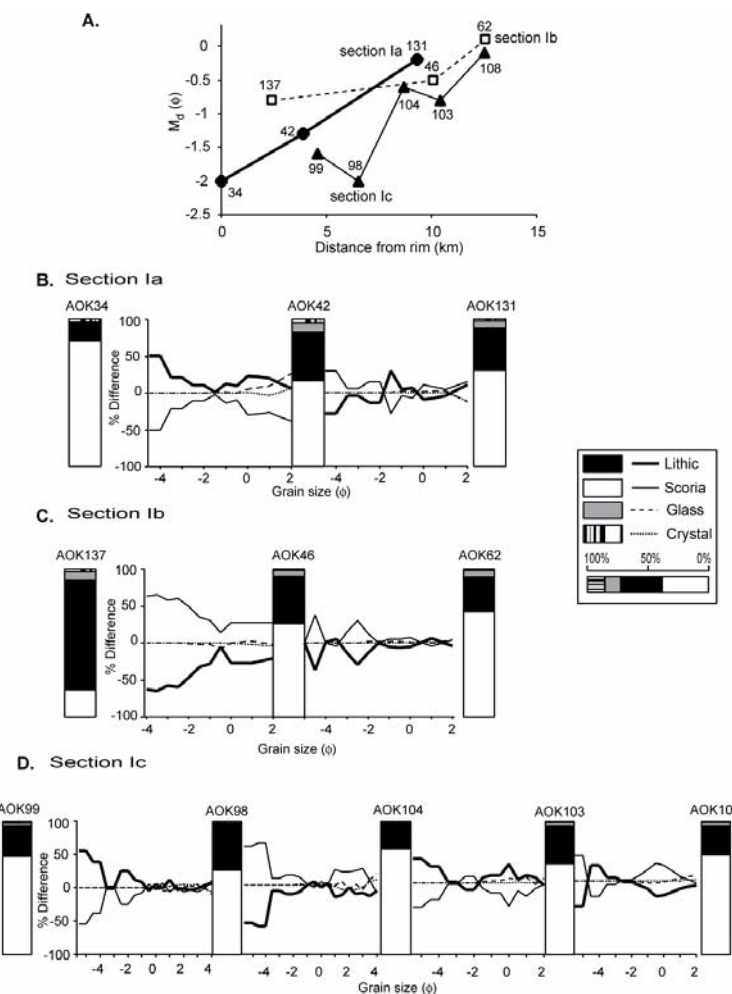 A.
62
section Ib
131
section Ia
46
137
108
104
103
42
99
98
section Ic
34
0
-0.5
-1
-1.5
-2
-2.5
Md (ϕ)
0 5 10 15
Distance from rim (km)
B. Section Ia
AOK34 AOK42 AOK131
100
50
0
-50
-100
% Difference
-4 -2 0 2 -4 -2 0 2
Grain size (ϕ)
Lithic
Scoria
Glass
Crystal
100% 50% 0%
C. Section Ib
AOK137 AOK46 AOK62
100
50
0
-50
-100
% Difference
-4 -2 0 2 -4 -2 0 2
Grain size (ϕ)
D. Section Ic
AOK99 AOK98 AOK104 AOK103 AOK10
100
50
0
-50
-100
% Difference
-4 -2 0 2 4 -4 -2 0 2 4 -4 -2 0 2 -4 -2 0 2
Grain size (ϕ)